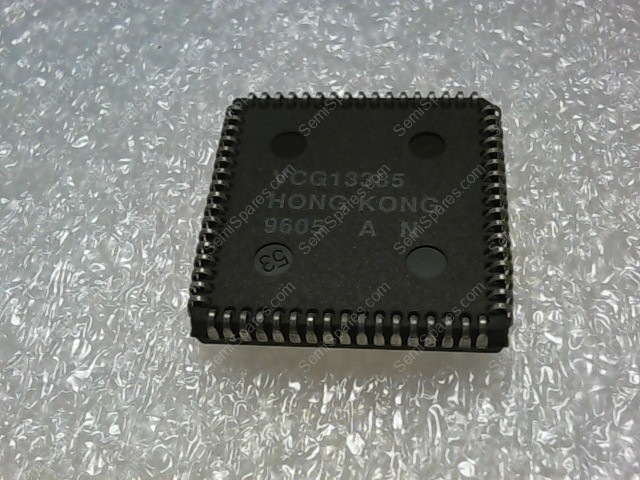 CG13385
HONG KONG
9605 A N
53
SemiSpares.com